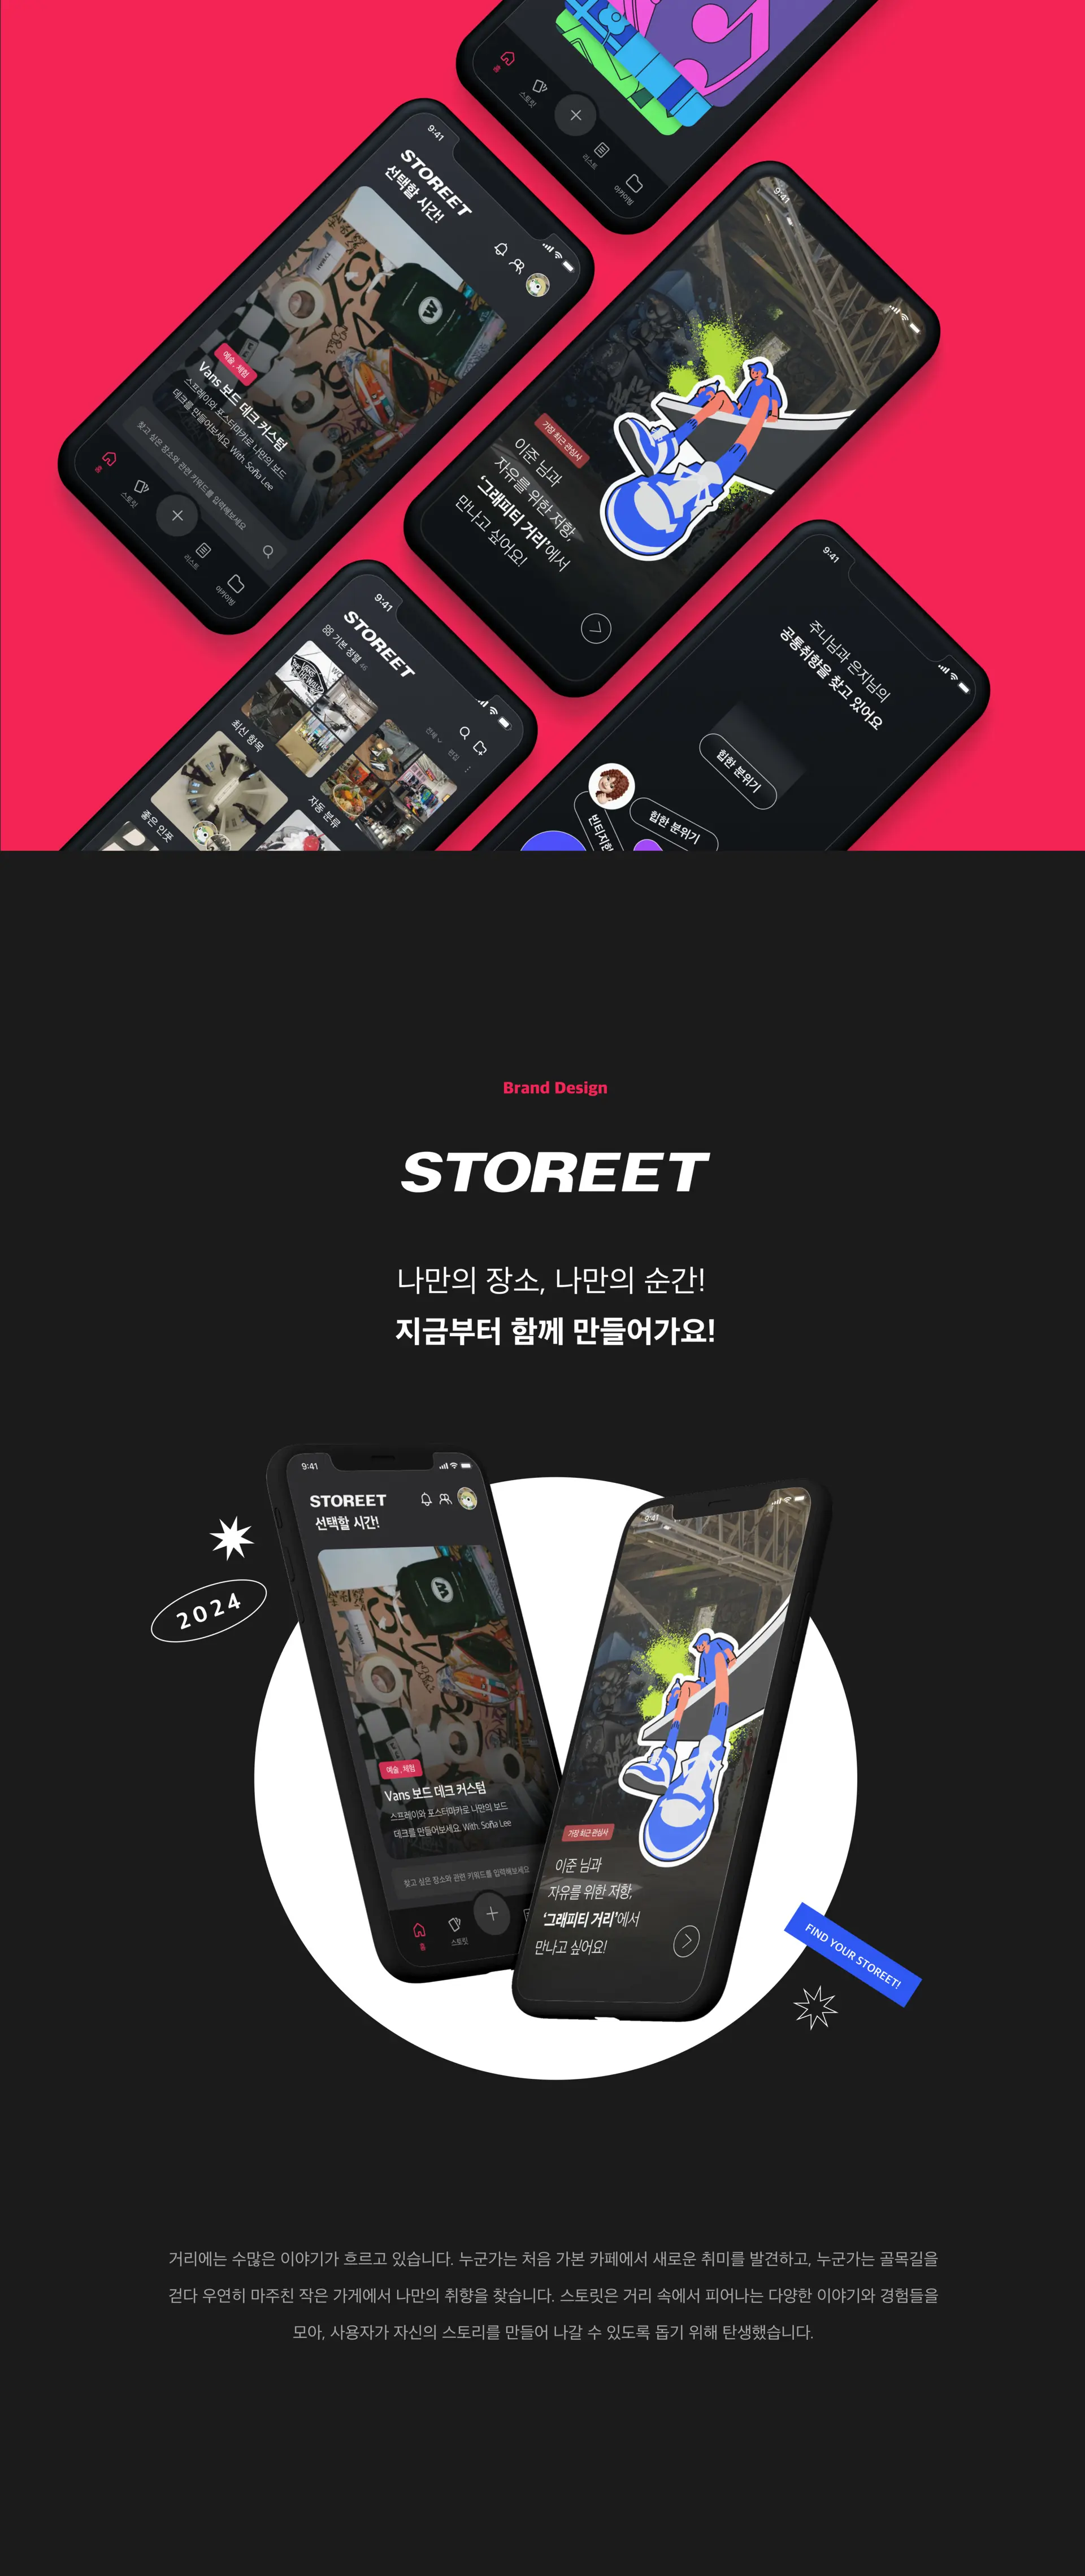 홈
스토릿
리스트
아카이빙
9:41
STOREET
선택할 시간!
예술, 체험
Vans 보드 데크 커스텀
스프레이와 포스터마카로 나만의 보드
데크를 만들어보세요. With. Sofia Lee
찾고 싶은 장소와 관련 키워드를 입력해보세요
홈
스토릿
리스트
아카이빙
9:41
가장 최근 관심사
이준 님과
자유를 위한 저항,
‘그래피티 거리’에서
만나고 싶어요!
9:41
STOREET
기본 정렬 46
전체
편집
최신 항목
자동 분류
좋은 인풋
9:41
주니님과 은지님의
공통취향을 찾고 있어요
힙한 분위기
힙한 분위기
빈티지한
Brand Design
STOREET
나만의 장소, 나만의 순간!
지금부터 함께 만들어가요!
2024
9:41
STOREET
선택할 시간!
예술, 체험
Vans 보드 데크 커스텀
스프레이와 포스터마카로 나만의 보드
데크를 만들어보세요. With. Sofia Lee
찾고 싶은 장소와 관련 키워드를 입력해보세요
홈
스토릿
9:41
가장 최근 관심사
이준 님과
자유를 위한 저항,
‘그래피티 거리’에서
만나고 싶어요!
FIND YOUR STOREET!
거리에는 수많은 이야기가 흐르고 있습니다. 누군가는 처음 가본 카페에서 새로운 취미를 발견하고, 누군가는 골목길을
걷다 우연히 마주친 작은 가게에서 나만의 취향을 찾습니다. 스토릿은 거리 속에서 피어나는 다양한 이야기와 경험들을
모아, 사용자가 자신의 스토리를 만들어 나갈 수 있도록 돕기 위해 탄생했습니다.